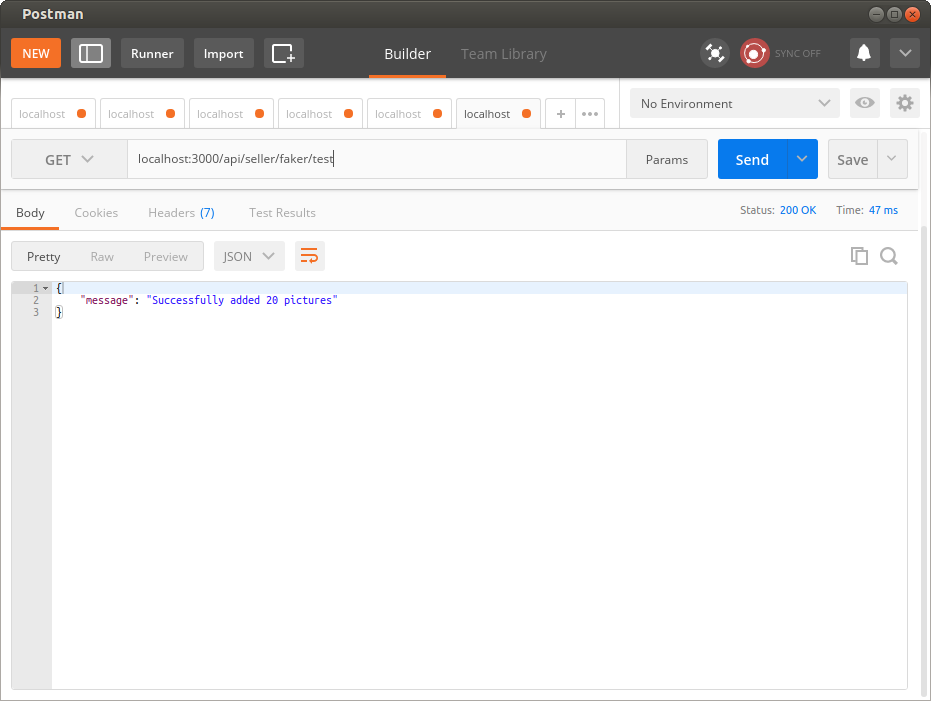 Postman
NEW Runner Import Builder Team Library SYNC OFF
localhost localhost localhost localhost localhost localhost + ••• No Environment
GET localhost:3000/api/seller/faker/test Params Send Save
Body Cookies Headers (7) Test Results Status: 200 OK Time: 47 ms
Pretty Raw Preview JSON
1 {
2 "message": "Successfully added 20 pictures"
3 }